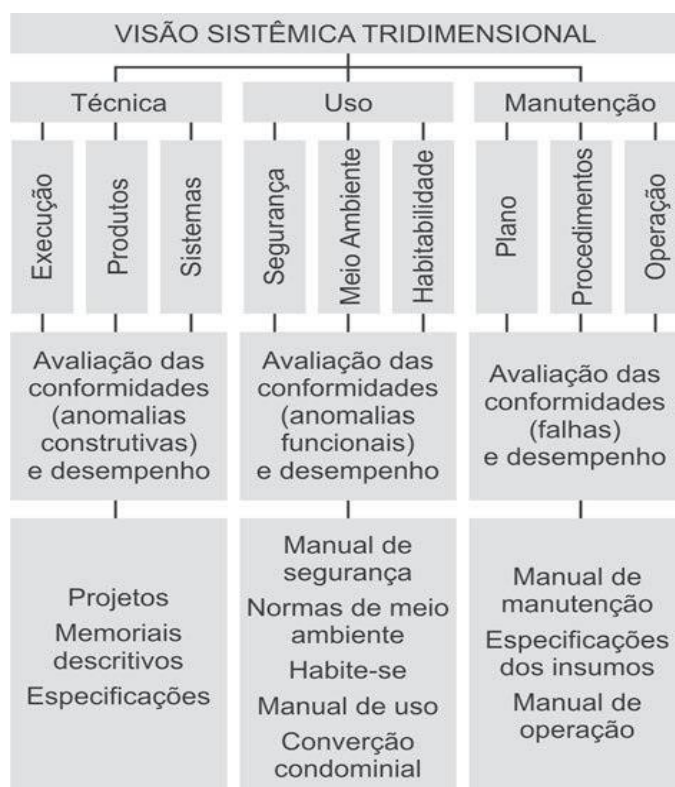 VISÃO SISTÊMICA TRIDIMENSIONAL
Técnica
Uso
Manutenção
Execução
Produtos
Sistemas
Segurança
Meio Ambiente
Habitabilidade
Plano
Procedimentos
Operação
Avaliação das
conformidades
(anomalias
construtivas)
e desempenho
Avaliação das
conformidades
(anomalias
funcionais)
e desempenho
Avaliação das
conformidades
(falhas)
e desempenho
Projetos
Memoriais
descritivos
Especificações
Manual de
segurança
Normas de meio
ambiente
Habite-se
Manual de uso
Converção
condominial
Manual de
manutenção
Especificações
dos insumos
Manual de
operação